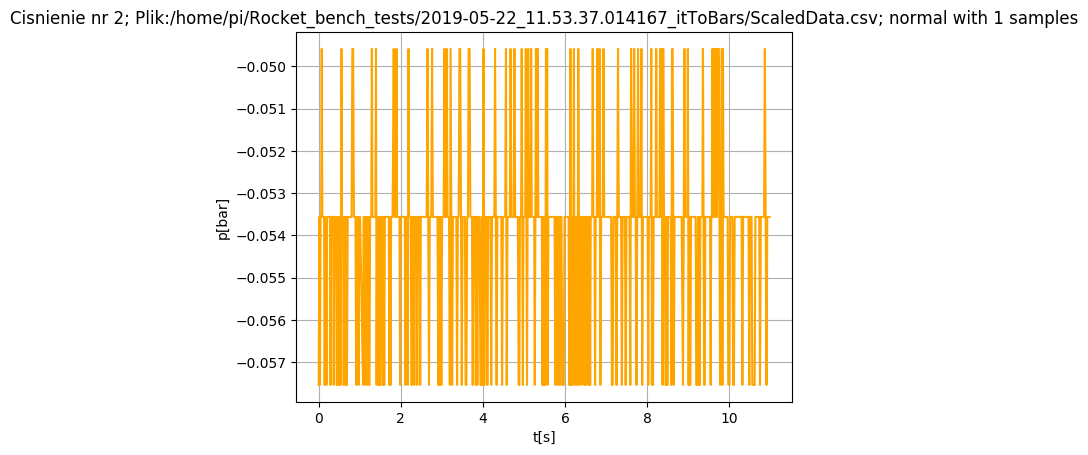 Cisnienie nr 2; Plik:/home/pi/Rocket_bench_tests/2019-05-22_11.53.37.014167_itToBars/ScaledData.csv; normal with 1 samples
−0.050
−0.051
−0.052
−0.053
−0.054
−0.055
−0.056
−0.057
p[bar]
0 2 4 6 8 10
t[s]